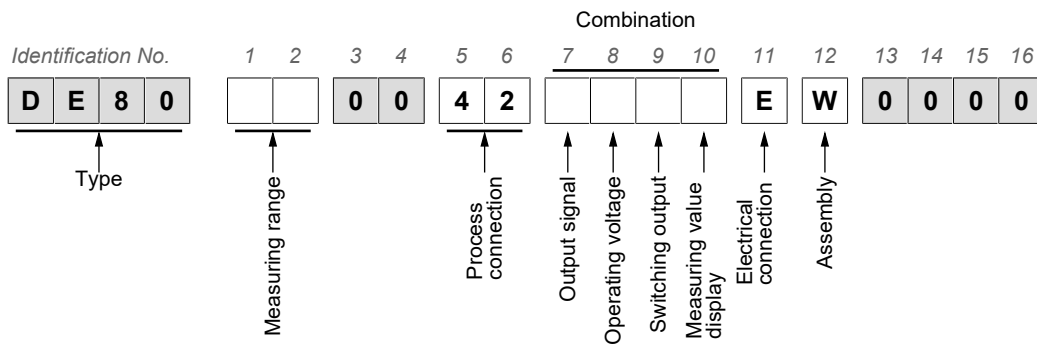 Combination
Identification No. 1 2 3 4 5 6 7 8 9 10 11 12 13 14 15 16
D E 8 0 0 0 4 2 E W 0 0 0 0
Type
Measuring range
Process connection
Output signal
Operating voltage
Switching output
Measuring value display
Electrical connection
Assembly